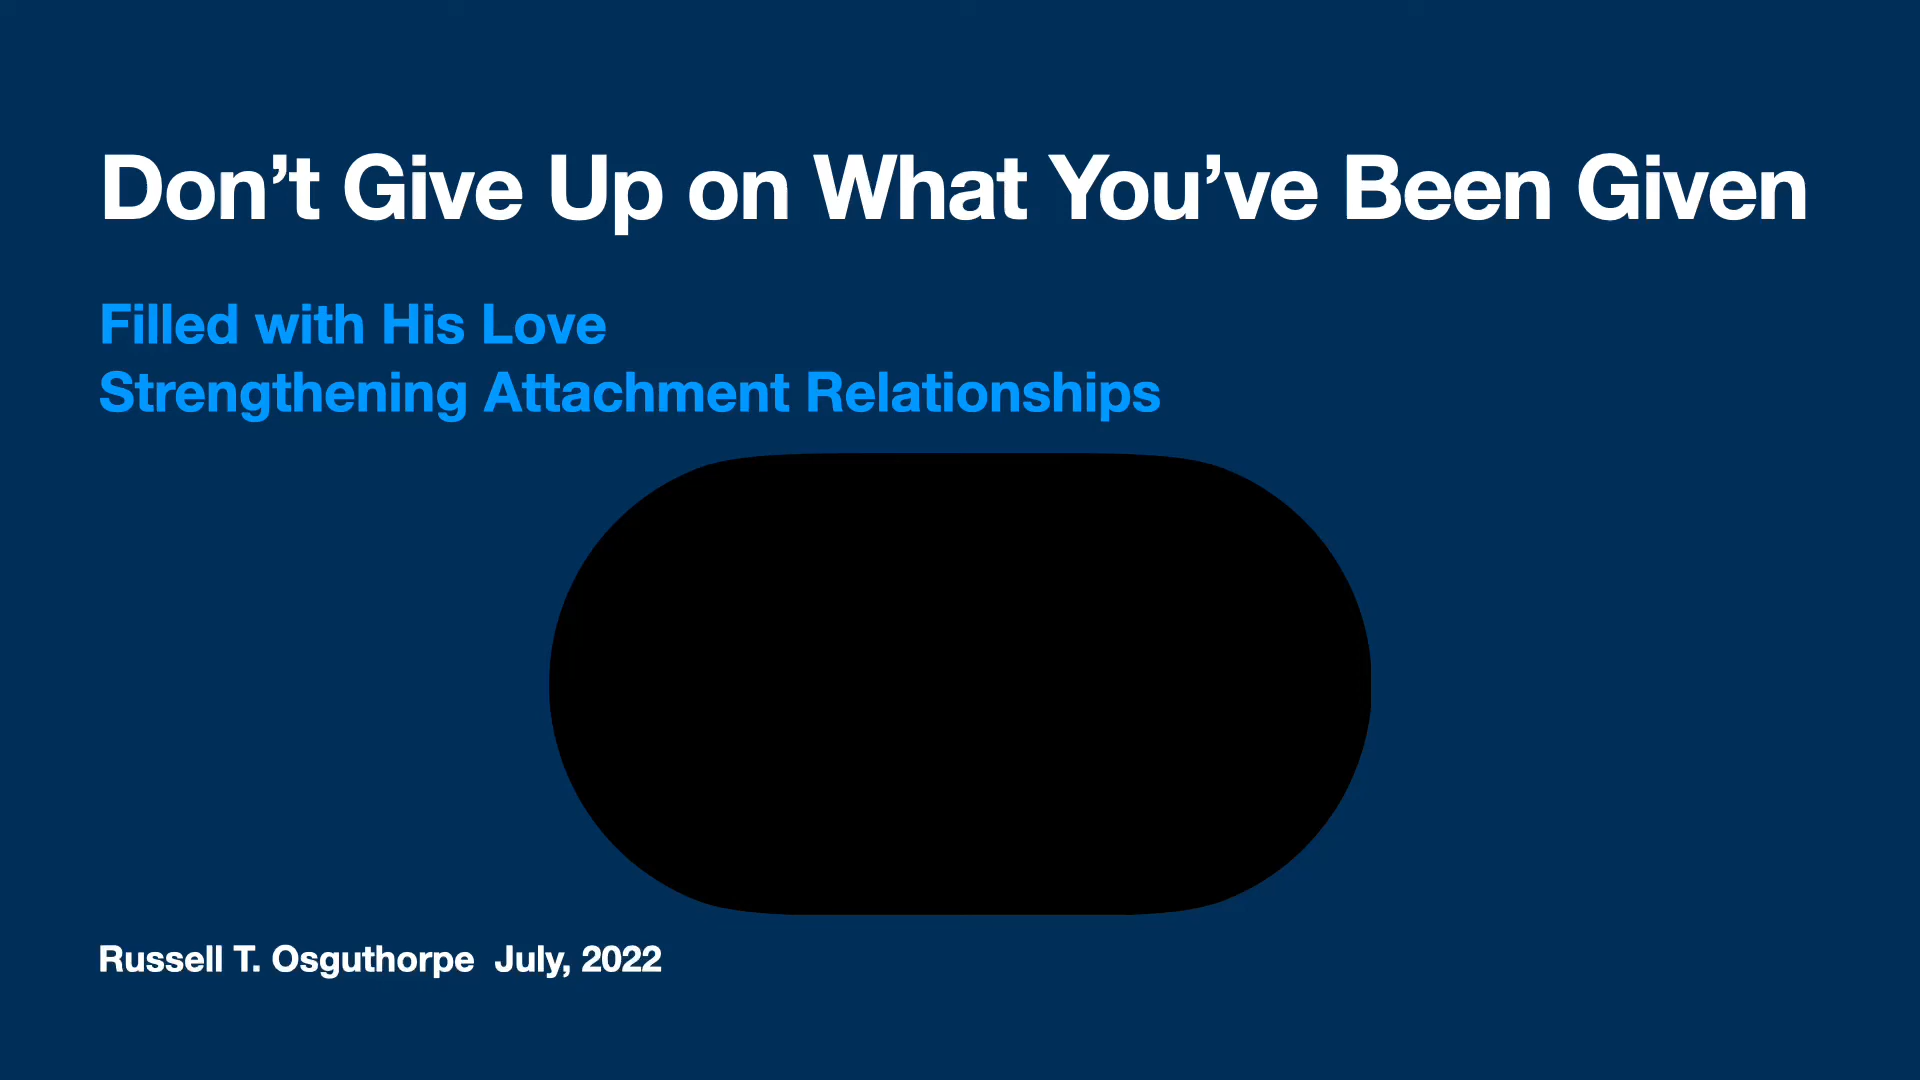 Don’t Give Up on What You’ve Been Given
Filled with His Love
Strengthening Attachment Relationships
Russell T. Osguthorpe  July, 2022